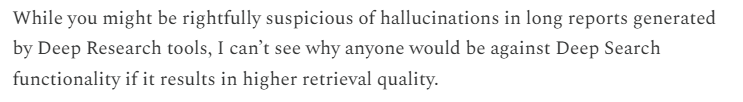 While you might be rightfully suspicious of hallucinations in long reports generated
by Deep Research tools, I can’t see why anyone would be against Deep Search
functionality if it results in higher retrieval quality.